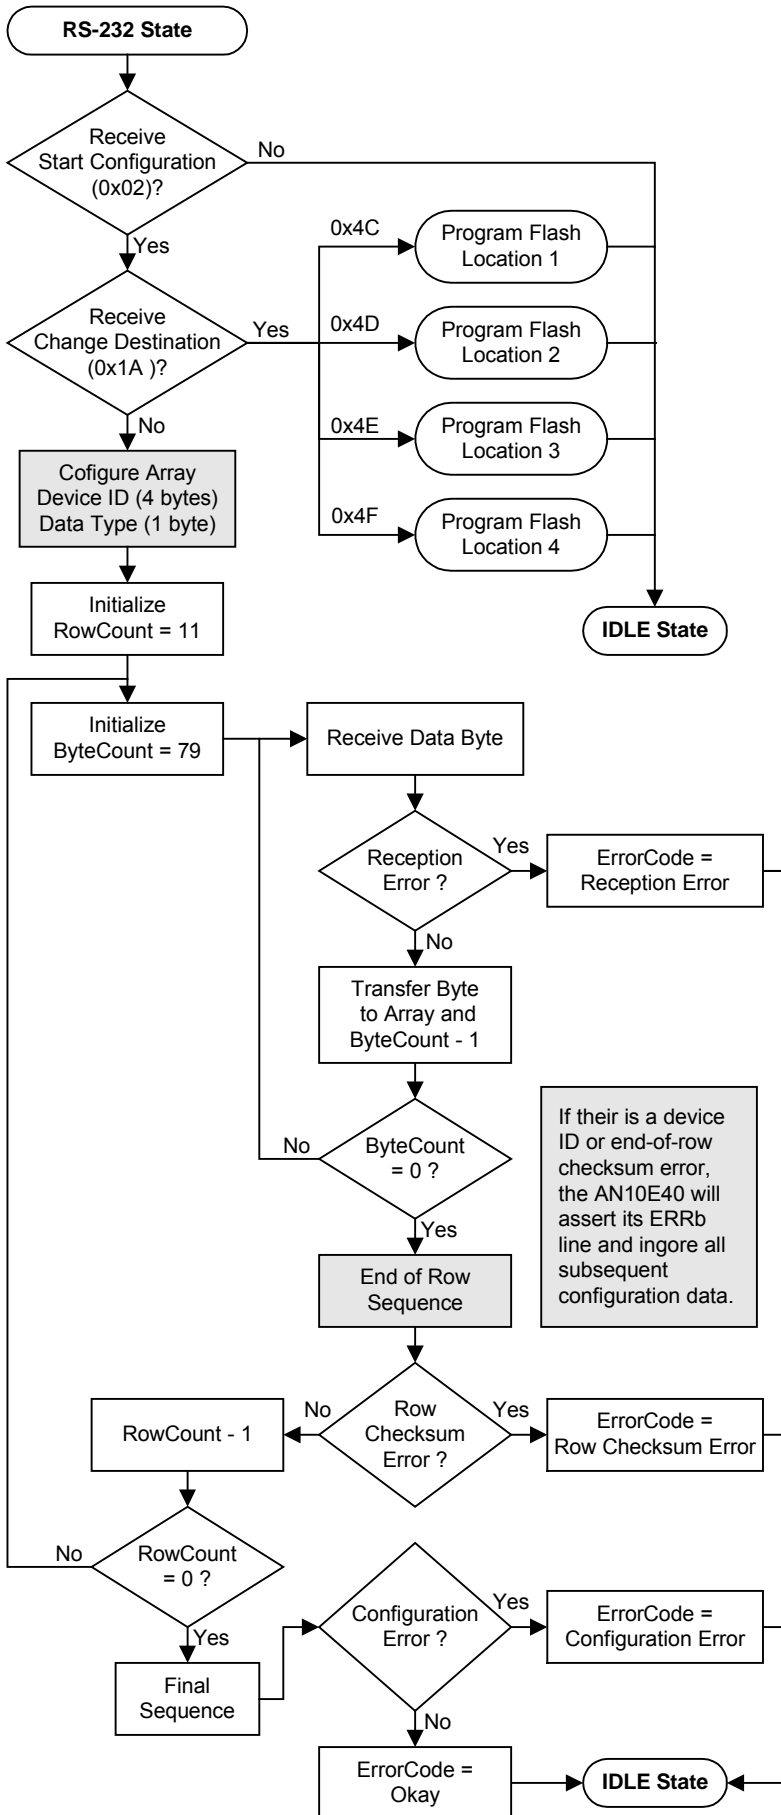 RS-232 State
Receive
Start Configuration
(0x02)?
No
Yes
Receive
Change Destination
(0x1A )?
Yes
No
0x4C
Program Flash
Location 1
0x4D
Program Flash
Location 2
0x4E
Program Flash
Location 3
0x4F
Program Flash
Location 4
IDLE State
Cofigure Array
Device ID (4 bytes)
Data Type (1 byte)
Initialize
RowCount = 11
Initialize
ByteCount = 79
Receive Data Byte
Reception
Error ?
Yes
ErrorCode =
Reception Error
No
Transfer Byte
to Array and
ByteCount - 1
ByteCount
= 0 ?
No
Yes
If their is a device
ID or end-of-row
checksum error,
the AN10E40 will
assert its ERRb
line and ingore all
subsequent
configuration data.
End of Row
Sequence
Row
Checksum
Error ?
Yes
ErrorCode =
Row Checksum Error
No
RowCount - 1
RowCount
= 0 ?
No
Yes
Final
Sequence
Configuration
Error ?
Yes
ErrorCode =
Configuration Error
No
ErrorCode =
Okay
IDLE State